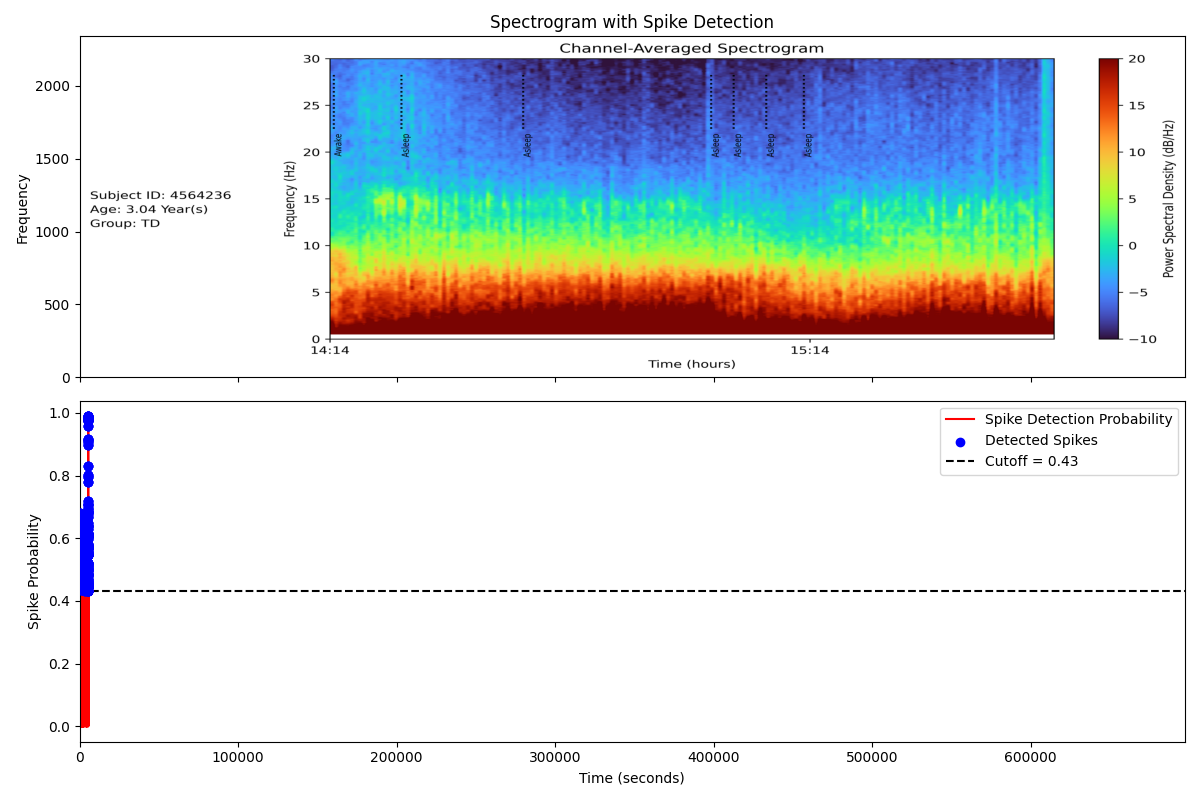 Spectrogram with Spike Detection
Channel-Averaged Spectrogram
Frequency
2000
1500
1000
500
0
Subject ID: 4564236
Age: 3.04 Year(s)
Group: TD
Frequency (Hz)
30
25
20
15
10
5
0
Awake
Asleep
Asleep
Asleep
Asleep
Asleep
Asleep
14:14
15:14
Time (hours)
20
15
10
5
0
−5
−10
Power Spectral Density (dB/Hz)
Spike Probability
1.0
0.8
0.6
0.4
0.2
0.0
Spike Detection Probability
Detected Spikes
Cutoff = 0.43
0
100000
200000
300000
400000
500000
600000
Time (seconds)